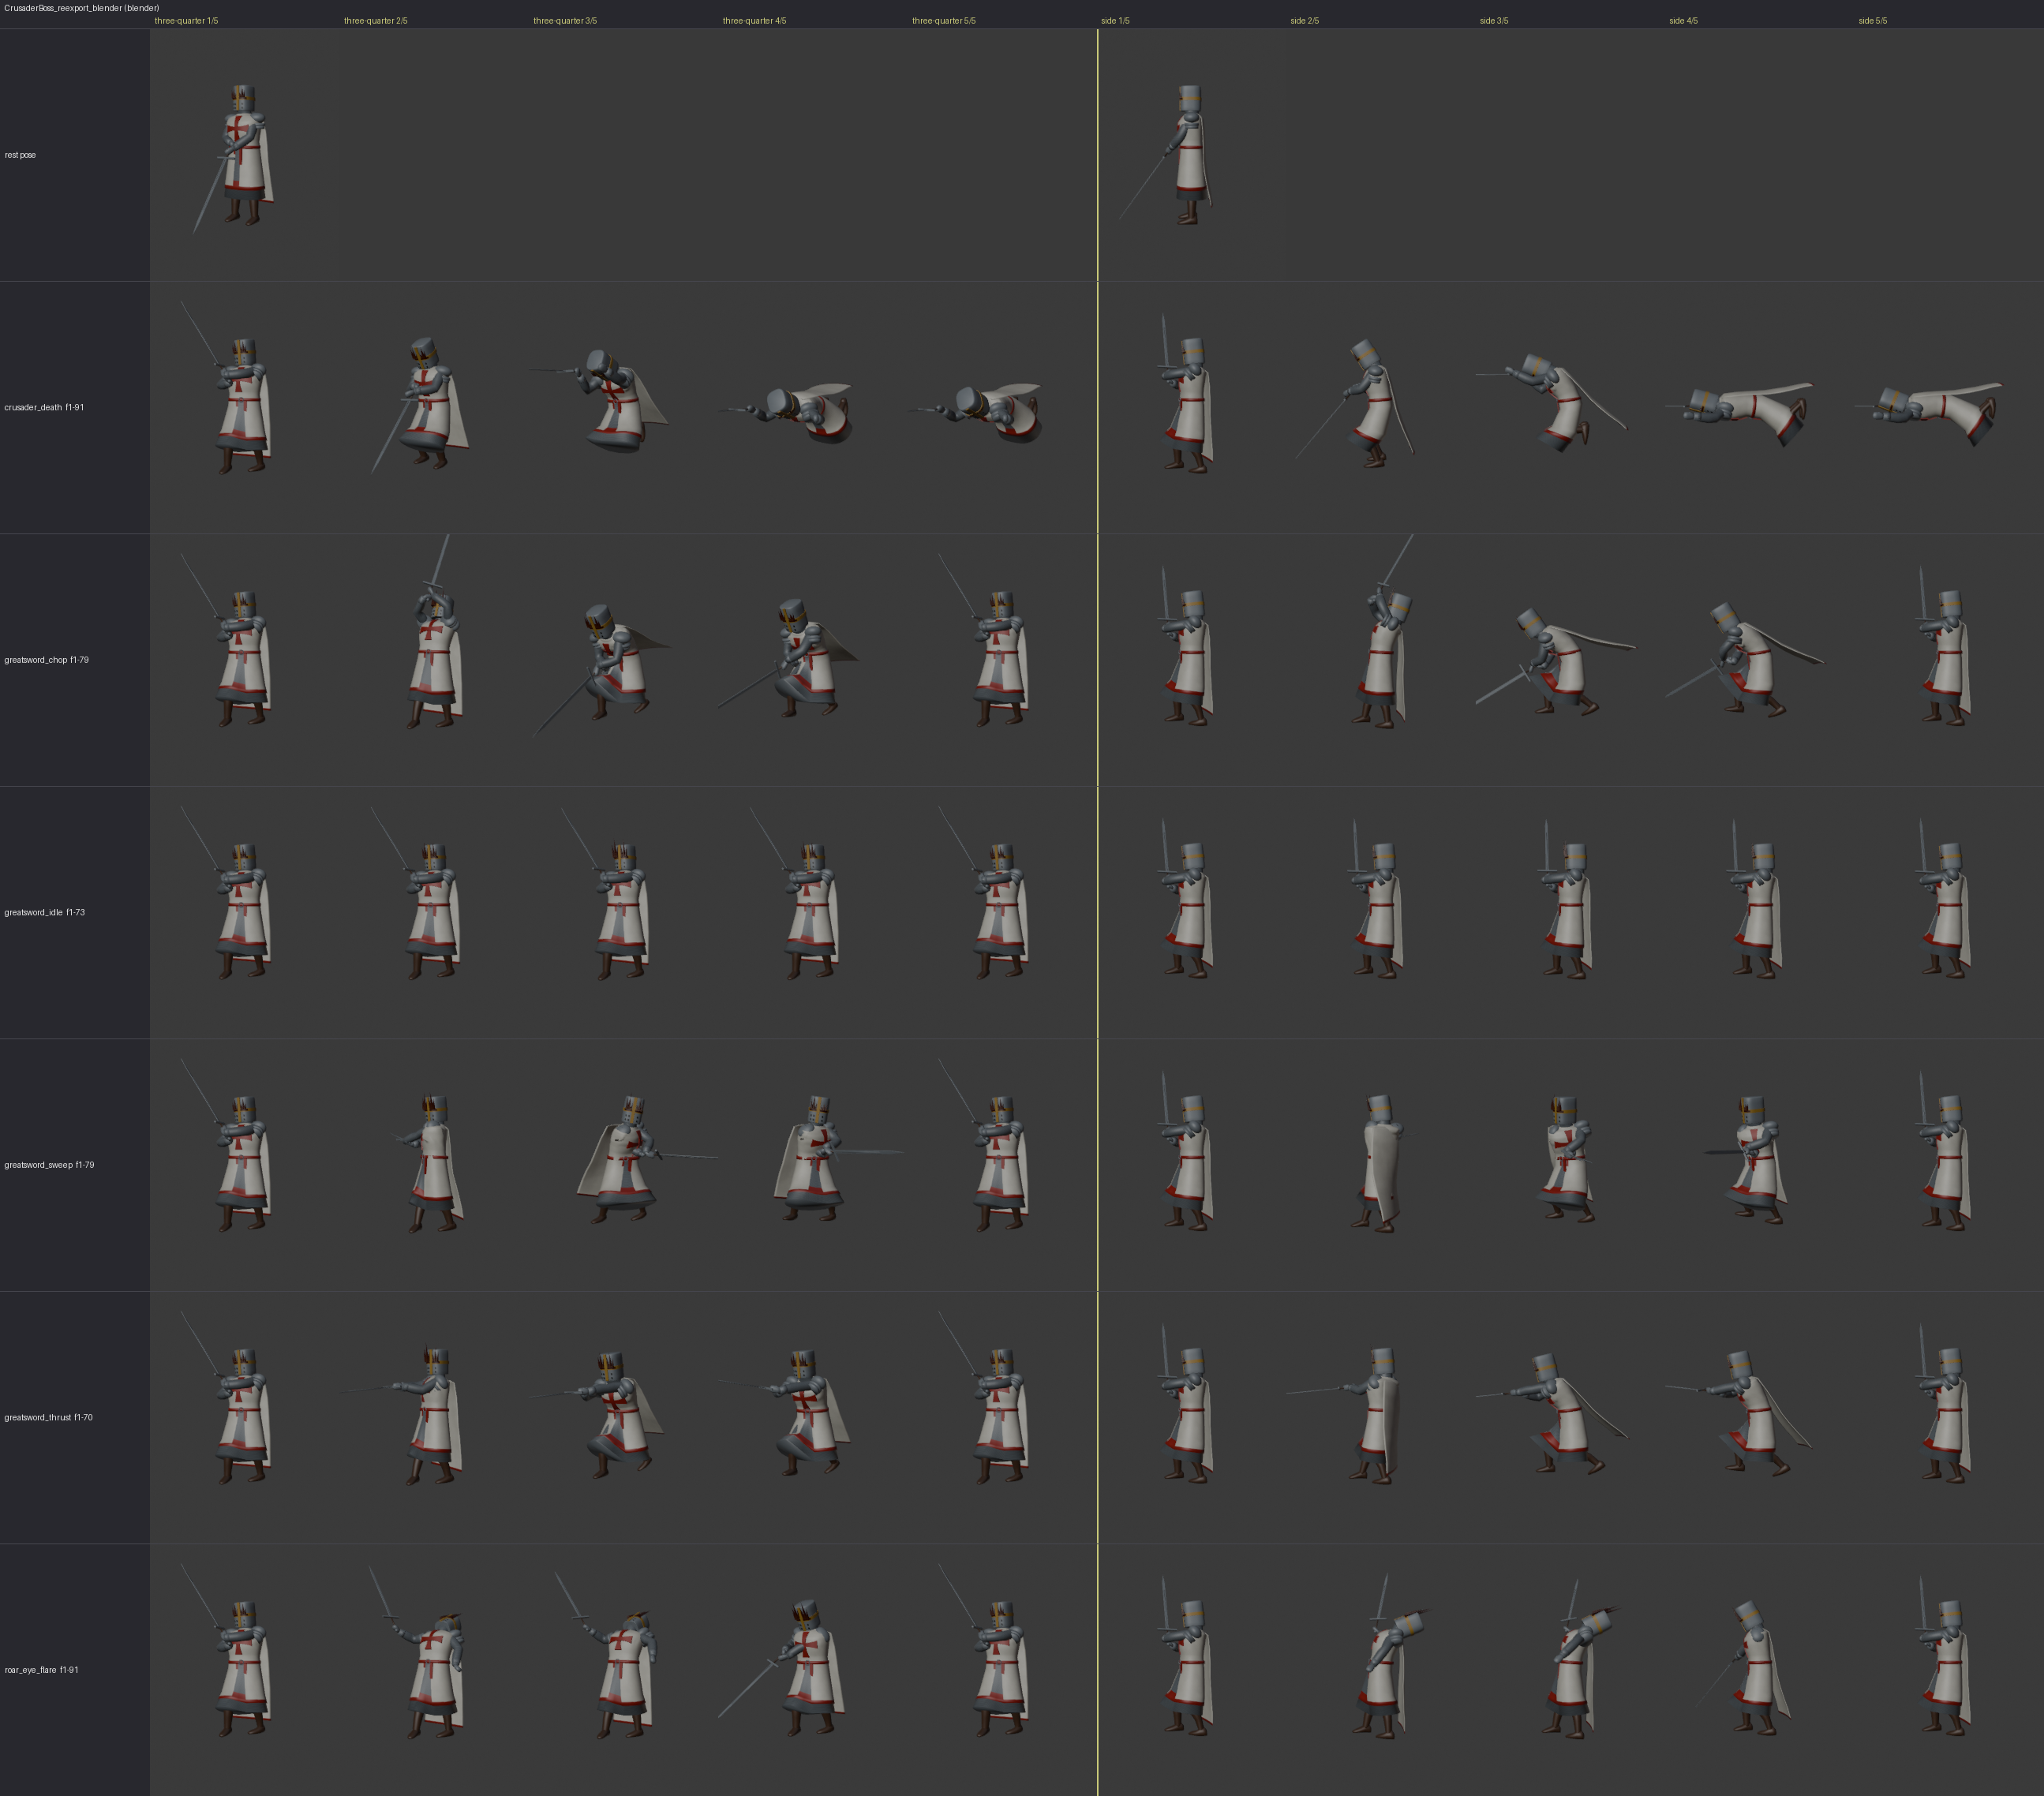 CrusaderBoss_reexport_blender (blender)
three-quarter 1/5 three-quarter 2/5 three-quarter 3/5 three-quarter 4/5 three-quarter 5/5 side 1/5 side 2/5 side 3/5 side 4/5 side 5/5
rest pose
crusader_death f1-91
greatsword_chop f1-79
greatsword_idle f1-73
greatsword_sweep f1-79
greatsword_thrust f1-70
roar_eye_flare f1-91